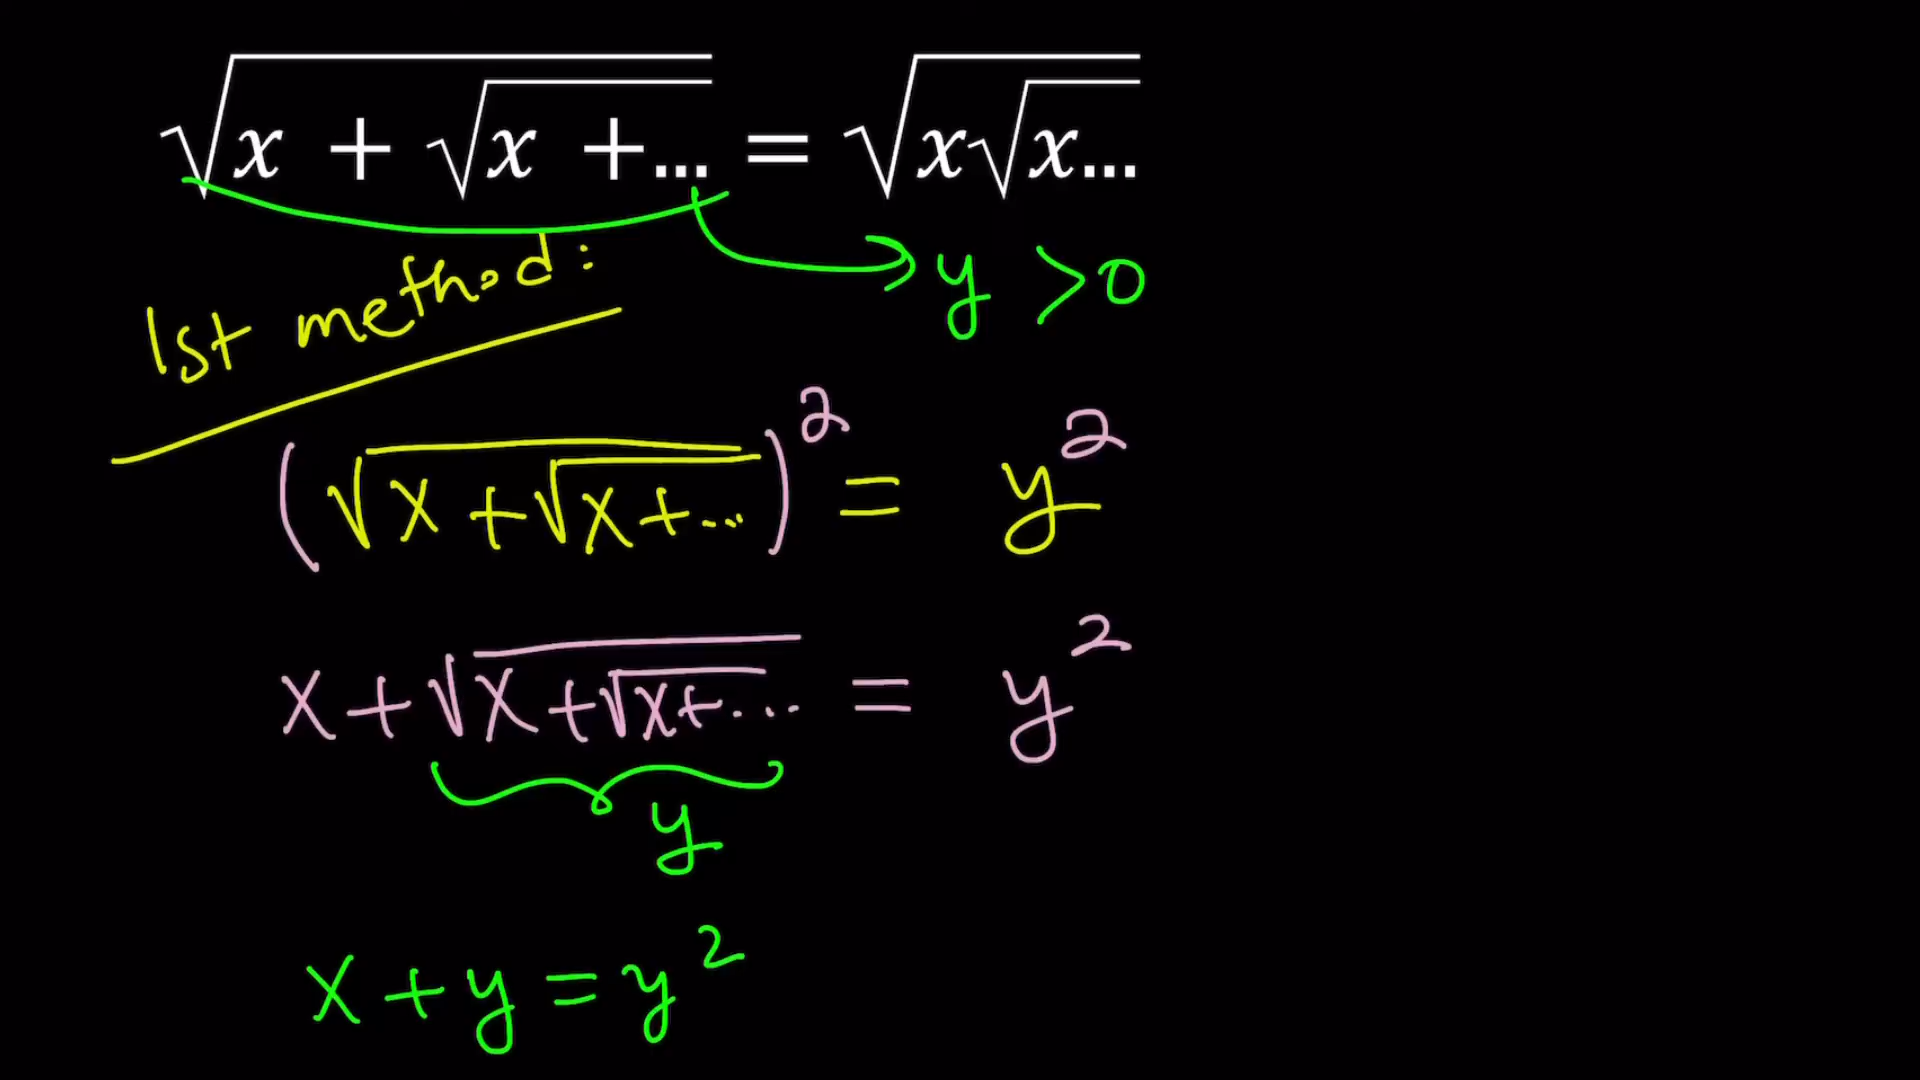 √(x + √(x + ...)) = √(x√(x...))
y > 0
1st method:
(√(x + √(x + ...)))² = y²
x + √(x + √(x + ...)) = y²
y
x + y = y²